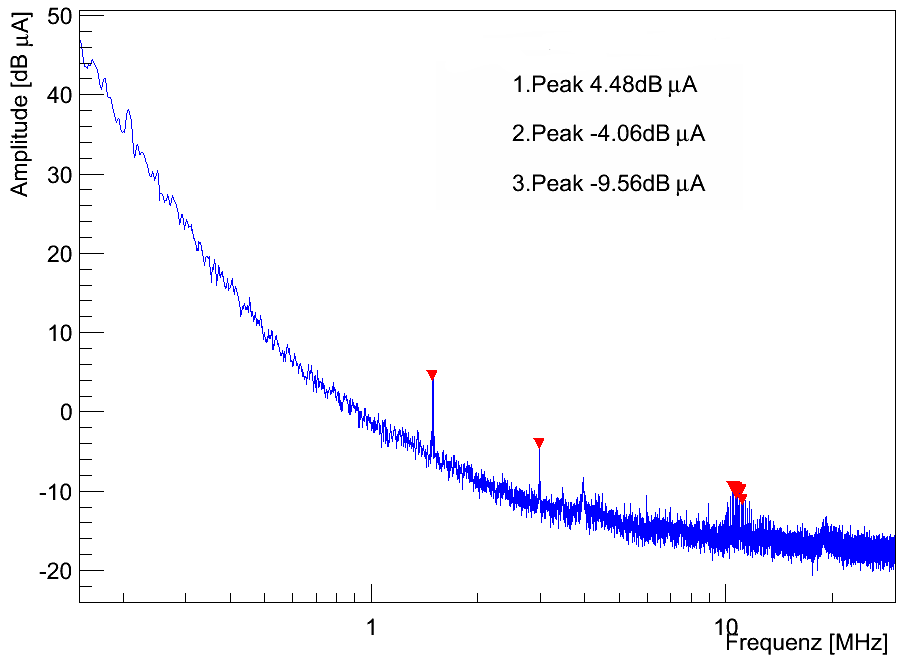 Amplitude [dB μA]
50
40
30
20
10
0
-10
-20
1.Peak 4.48dB μA
2.Peak -4.06dB μA
3.Peak -9.56dB μA
1
10
Frequenz [MHz]